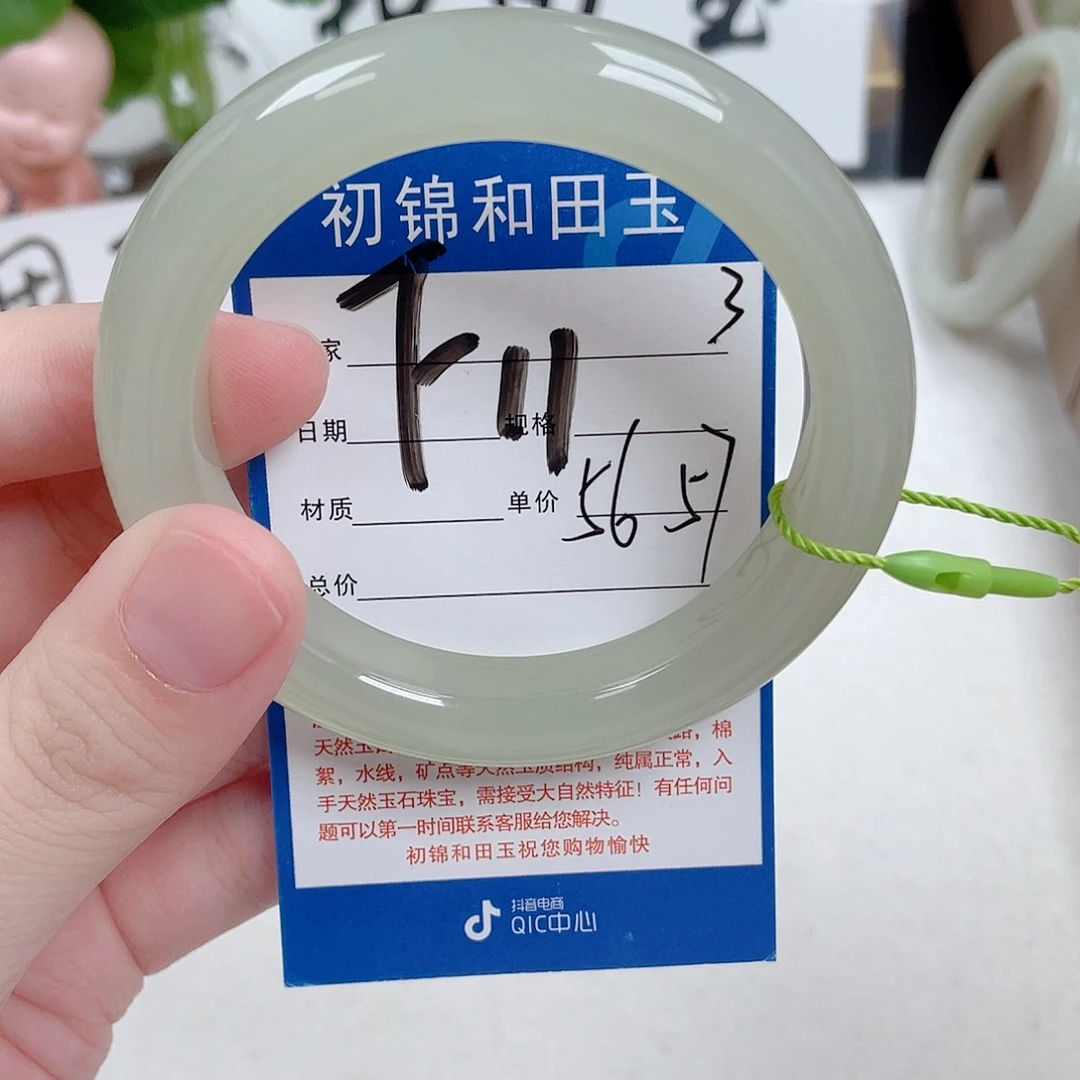 初锦和田玉
家
3
日期
规格
材质
单价
56 57
总价
，棉
絮，水线，矿点等天然玉质结构，纯属正常，入
手天然玉石珠宝，需接受大自然特征！有任何问
题可以第一时间联系客服给您解决。
初锦和田玉祝您购物愉快
抖音电商
QIC中心